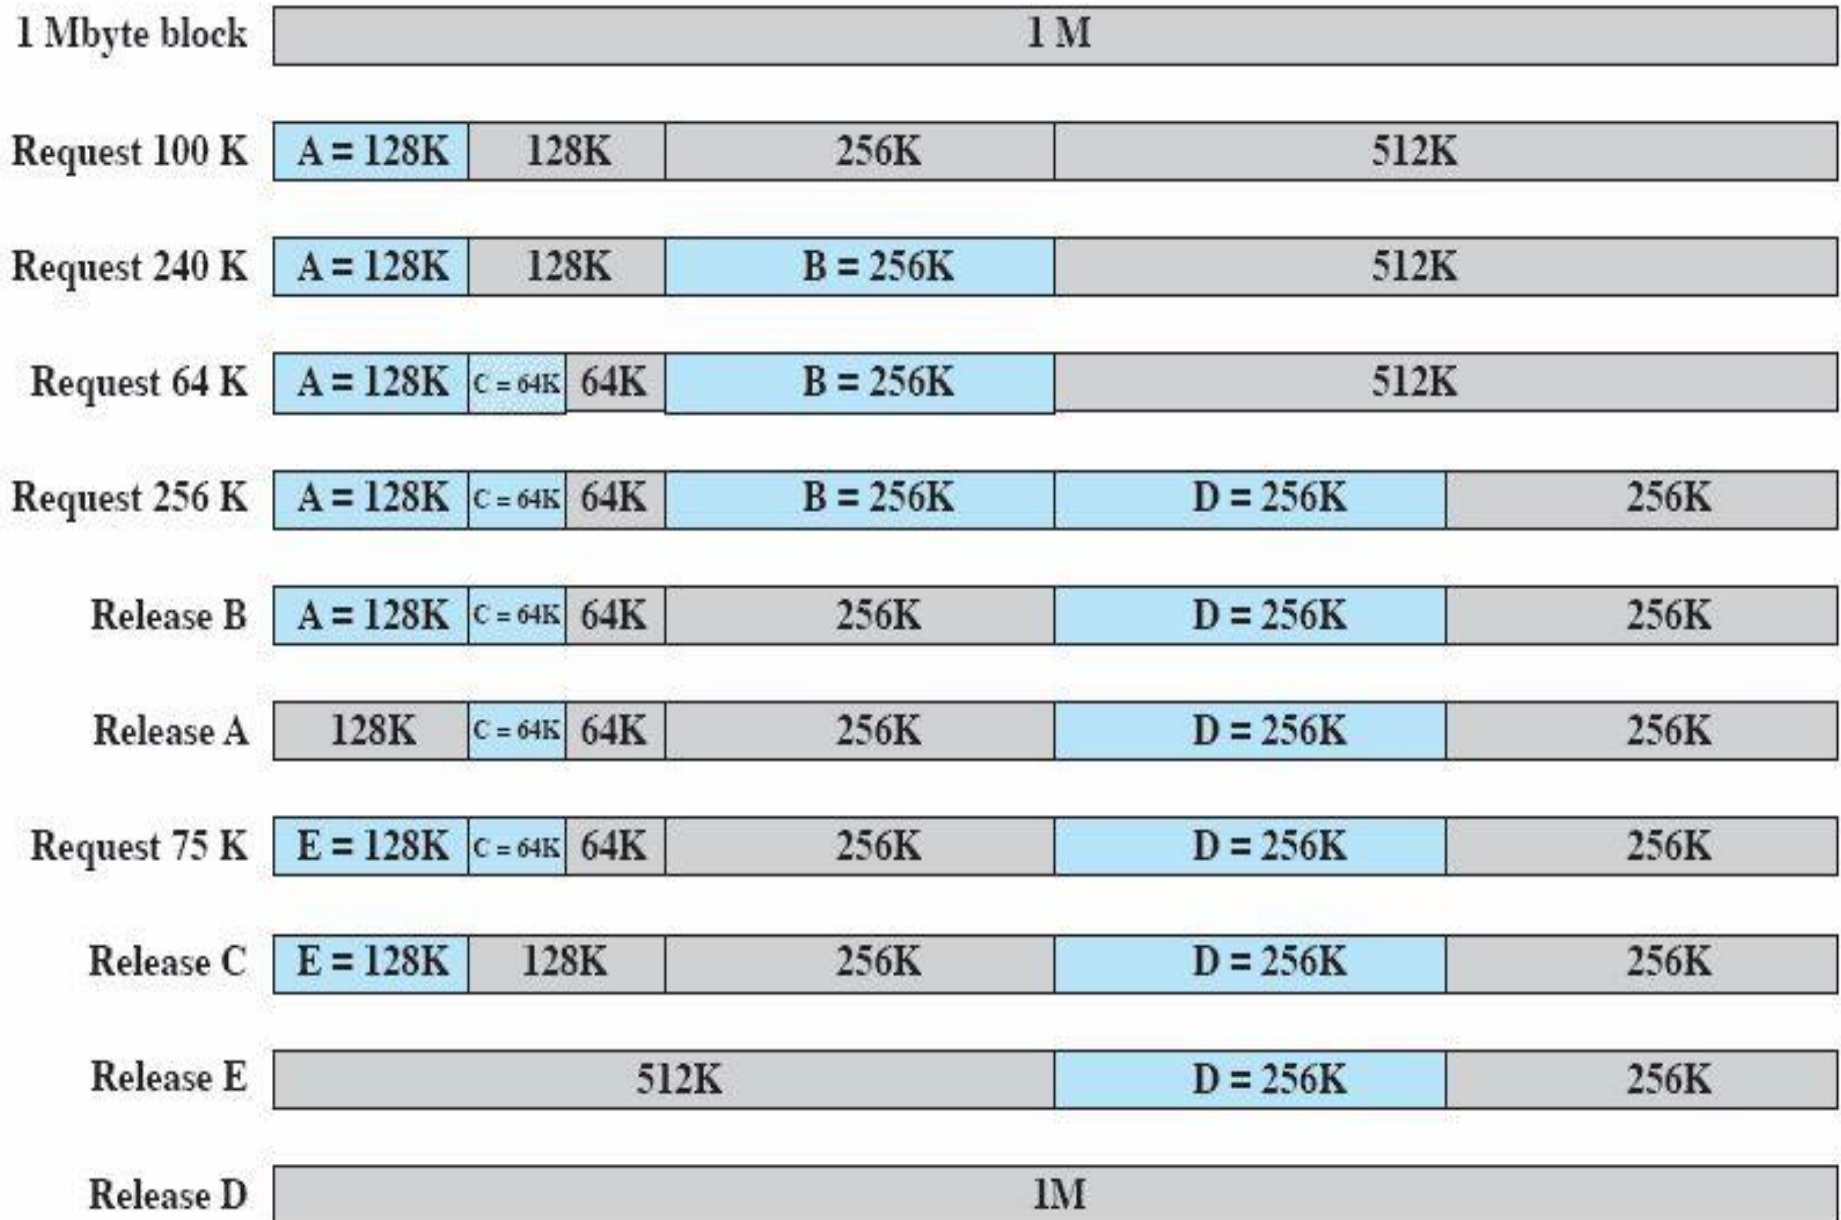 1 Mbyte block 1 M
Request 100 K A = 128K 128K 256K 512K
Request 240 K A = 128K 128K B = 256K 512K
Request 64 K A = 128K C = 64K 64K B = 256K 512K
Request 256 K A = 128K C = 64K 64K B = 256K D = 256K 256K
Release B A = 128K C = 64K 64K 256K D = 256K 256K
Release A 128K C = 64K 64K 256K D = 256K 256K
Request 75 K E = 128K C = 64K 64K 256K D = 256K 256K
Release C E = 128K 128K 256K D = 256K 256K
Release E 512K D = 256K 256K
Release D 1M